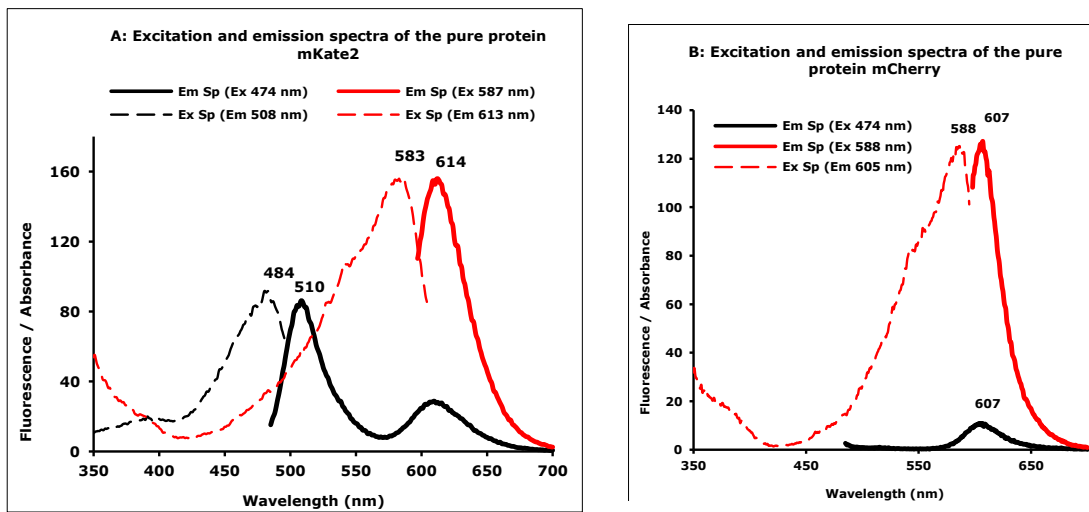 A: Excitation and emission spectra of the pure protein
mKate2
Em Sp (Ex 474 nm)
Em Sp (Ex 587 nm)
Ex Sp (Em 508 nm)
Ex Sp (Em 613 nm)
Fluorescence / Absorbance
160
120
80
40
0
484
510
583
614
350
400
450
500
550
600
650
700
Wavelength (nm)
B: Excitation and emission spectra of the pure
protein mCherry
Em Sp (Ex 474 nm)
Em Sp (Ex 588 nm)
Ex Sp (Em 605 nm)
Fluorescence / Absorbance
140
120
100
80
60
40
20
0
588
607
607
350
450
550
650
Wavelength (nm)